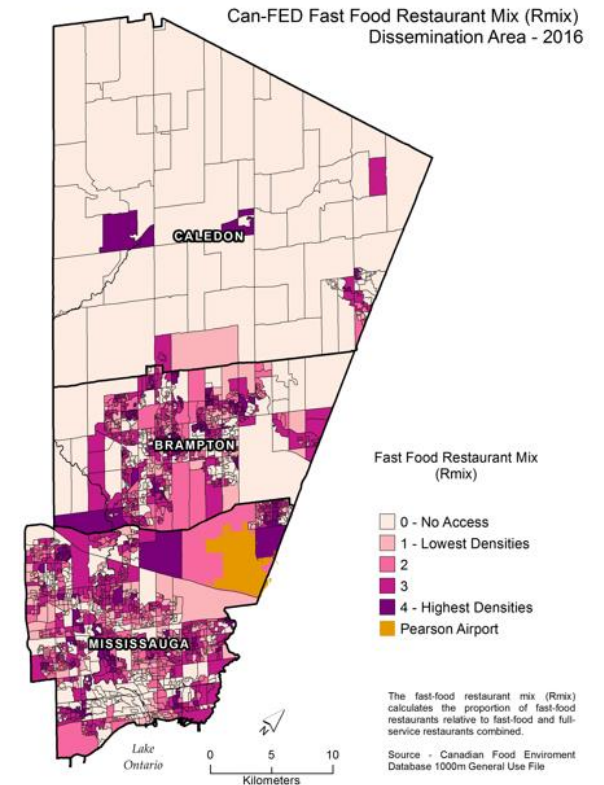 Can-FED Fast Food Restaurant Mix (Rmix)
Dissemination Area - 2016
CALEDON
BRAMPTON
MISSISSAUGA
Fast Food Restaurant Mix
(Rmix)
0 - No Access
1 - Lowest Densities
2
3
4 - Highest Densities
Pearson Airport
The fast-food restaurant mix (Rmix)
calculates the proportion of fast-food
restaurants relative to fast-food and full-
service restaurants combined.
Source - Canadian Food Enviroment
Database 1000m General Use File
Lake
Ontario
0 5 10
Kilometers